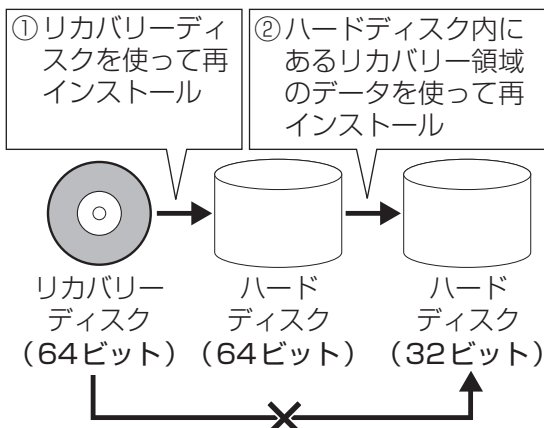 ①リカバリーディ
スクを使って再
インストール
②ハードディスク内に
あるリカバリー領域
のデータを使って再
インストール
リカバリー
ディスク
（64ビット）
ハード
ディスク
（64ビット）
ハード
ディスク
（32ビット）